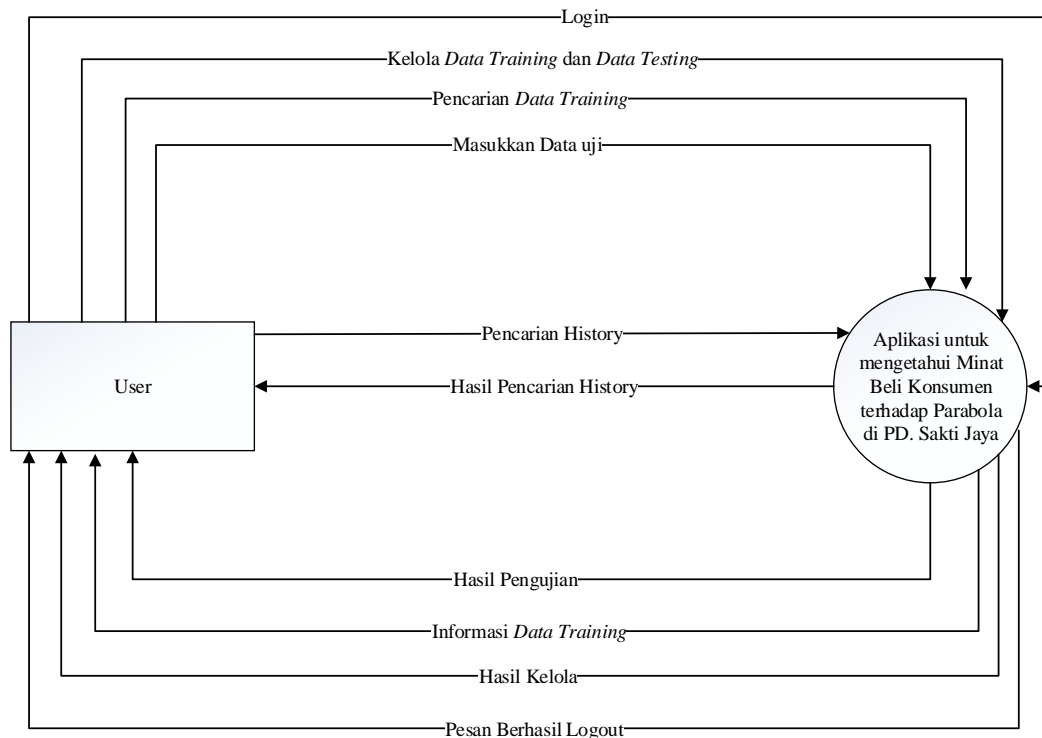 Login
Kelola Data Training dan Data Testing
Pencarian Data Training
Masukkan Data uji
Pencarian History
User
Hasil Pencarian History
Aplikasi untuk
mengetahui Minat
Beli Konsumen
terhadap Parabola
di PD. Sakti Jaya
Hasil Pengujian
Informasi Data Training
Hasil Kelola
Pesan Berhasil Logout